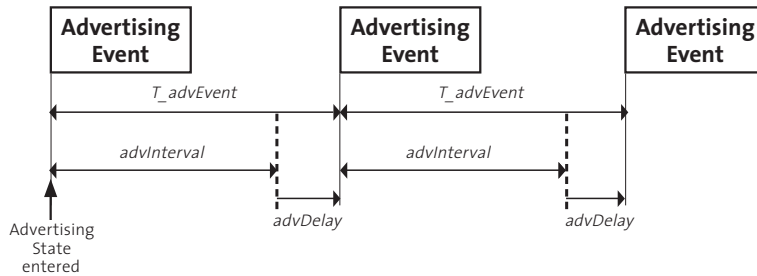 Advertising
Event
Advertising
Event
Advertising
Event
T_advEvent
T_advEvent
advInterval
advInterval
advDelay
advDelay
Advertising
State
entered